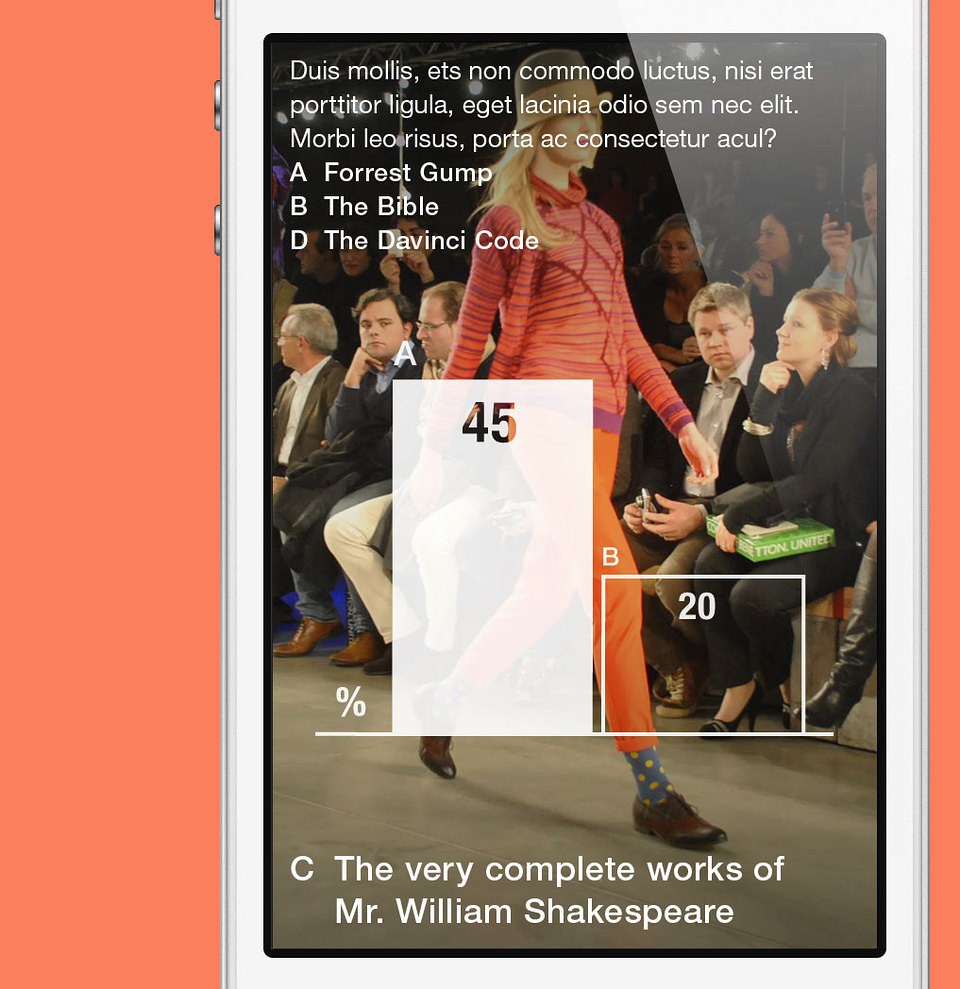 Duis mollis, ets non commodo luctus, nisi erat
porttitor ligula, eget lacinia odio sem nec elit.
Morbi leo risus, porta ac consectetur acul?
A Forrest Gump
B The Bible
D The Davinci Code
A
45
B
20
%
TTON. UNITED
C The very complete works of
Mr. William Shakespeare